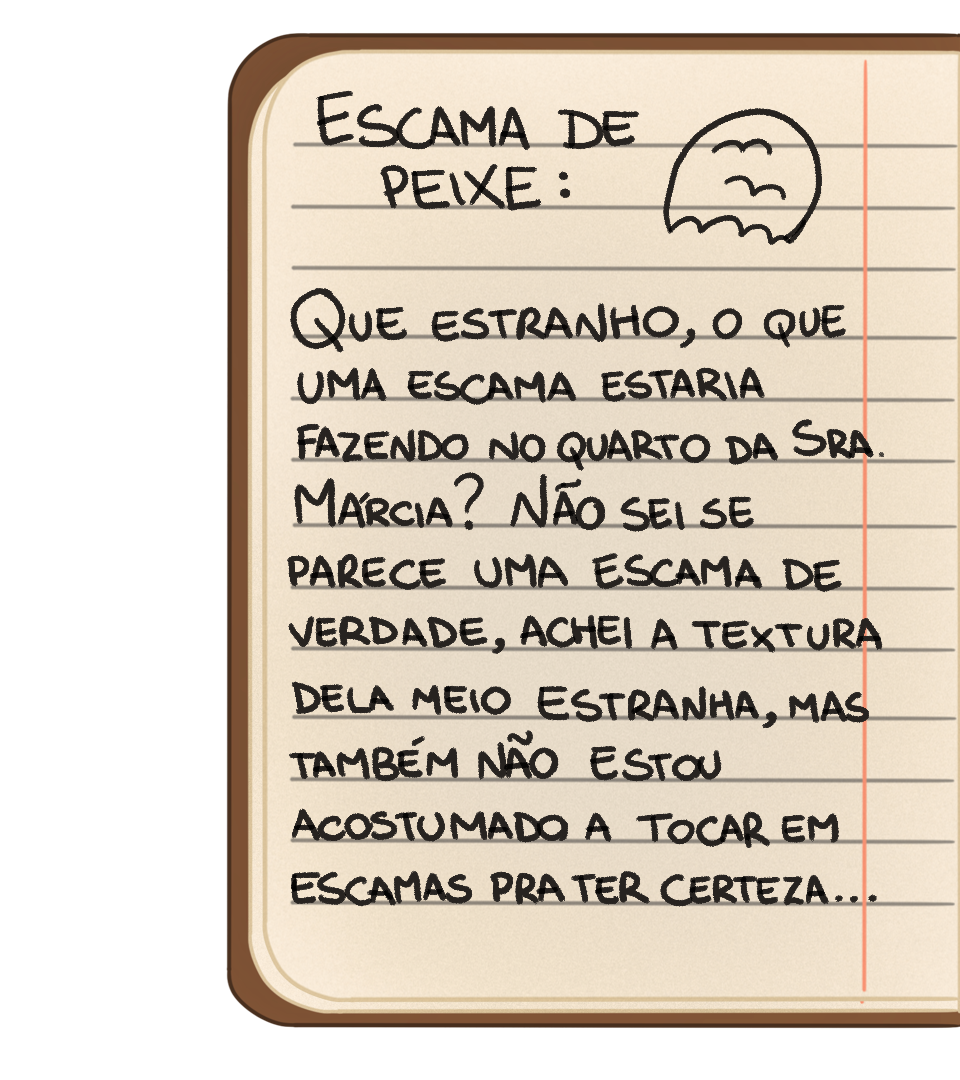 ESCAMA DE
PEIXE:
QUE ESTRANHO, O QUE
UMA ESCAMA ESTARIA
FAZENDO NO QUARTO DA SRA.
MÁRCIA? NÃO SEI SE
PARECE UMA ESCAMA DE
VERDADE, ACHEI A TEXTURA
DELA MEIO ESTRANHA, MAS
TAMBÉM NÃO ESTOU
ACOSTUMADO A TOCAR EM
ESCAMAS PRA TER CERTEZA...